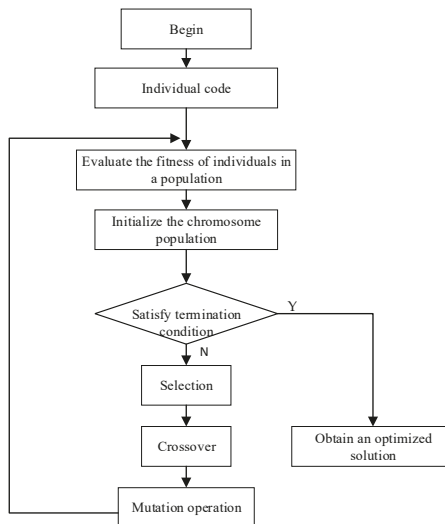 Begin
Individual code
Evaluate the fitness of individuals in
a population
Initialize the chromosome
population
Satisfy termination
condition
Y
N
Selection
Crossover
Obtain an optimized
solution
Mutation operation